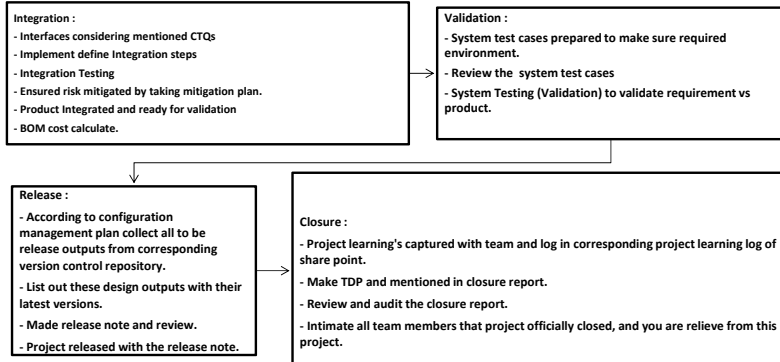 Integration :
- Interfaces considering mentioned CTQs
- Implement define Integration steps
- Integration Testing
- Ensured risk mitigated by taking mitigation plan.
- Product Integrated and ready for validation
- BOM cost calculate.
Validation :
- System test cases prepared to make sure required
environment.
- Review the system test cases
- System Testing (Validation) to validate requirement vs
product.
Release :
- According to configuration
management plan collect all to be
release outputs from corresponding
version control repository.
- List out these design outputs with their
latest versions.
- Made release note and review.
- Project released with the release note.
Closure :
- Project learning's captured with team and log in corresponding project learning log of
share point.
- Make TDP and mentioned in closure report.
- Review and audit the closure report.
- Intimate all team members that project officially closed, and you are relieve from this
project.